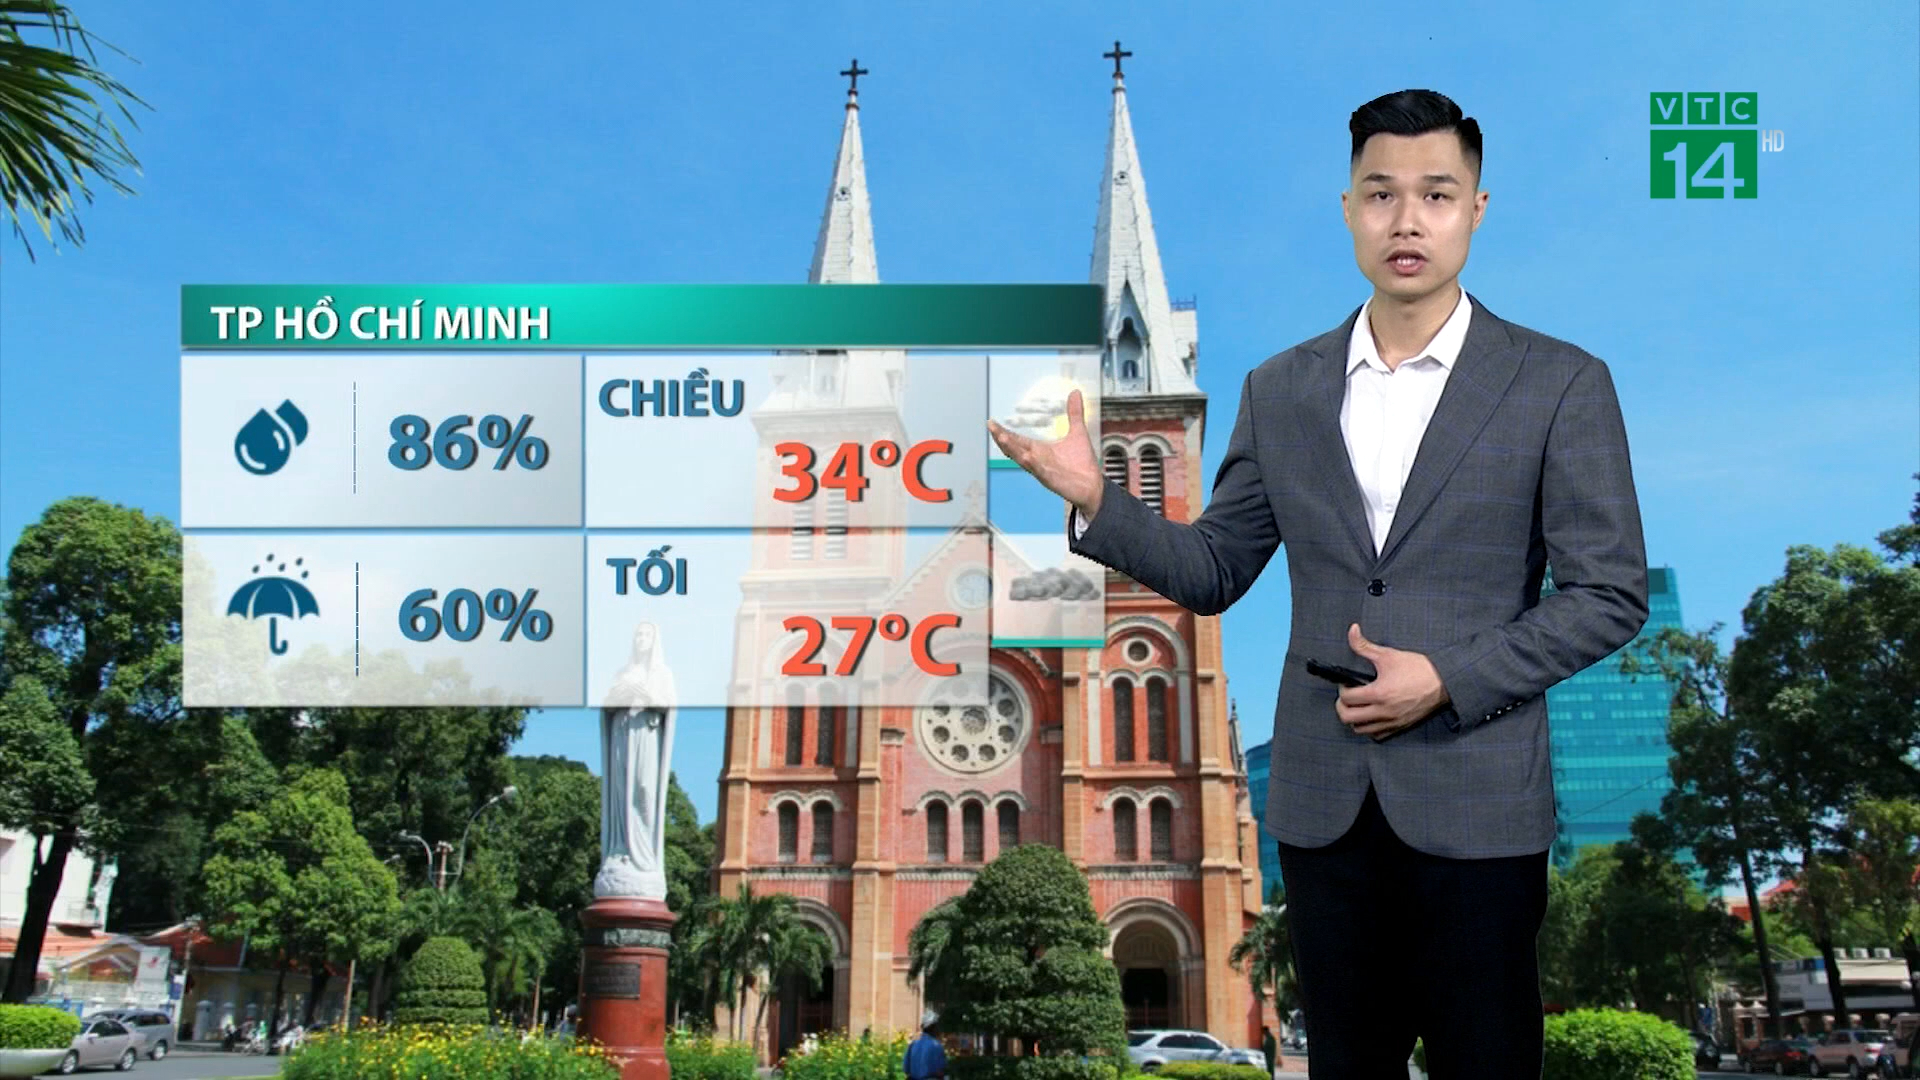 TP HỒ CHÍ MINH
86%
CHIỀU
34°C
60%
TỐI
27°C
VTC
14
HD